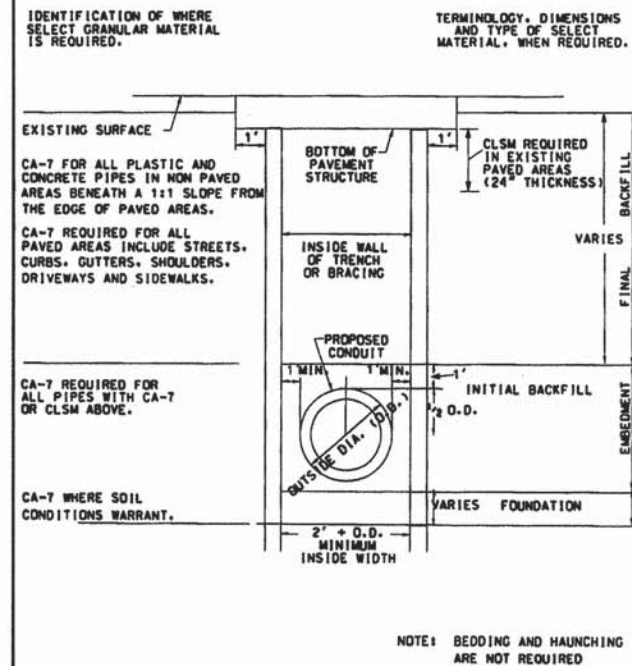 IDENTIFICATION OF WHERE
SELECT GRANULAR MATERIAL
IS REQUIRED.
TERMINOLOGY. DIMENSIONS
AND TYPE OF SELECT
MATERIAL. WHEN REQUIRED.
EXISTING SURFACE
1'
BOTTOM OF
PAVEMENT
STRUCTURE
1'
CLSM REQUIRED
IN EXISTING
PAVED AREAS
(24" THICKNESS)
CA-7 FOR ALL PLASTIC AND
CONCRETE PIPES IN NON PAVED
AREAS BENEATH A 1:1 SLOPE FROM
THE EDGE OF PAVED AREAS.
CA-7 REQUIRED FOR ALL
PAVED AREAS INCLUDE STREETS.
CURBS. GUTTERS. SHOULDERS.
DRIVEWAYS AND SIDEWALKS.
INSIDE WALL
OF TRENCH
OR BRACING
VARIES
FINAL BACKFILL
PROPOSED
CONDUIT
1'MIN.
1'MIN.
1'
INITIAL BACKFILL
1/2 O.D.
OUTSIDE DIA. (O.D.)
EMBEDMENT
CA-7 REQUIRED FOR
ALL PIPES WITH CA-7
OR CLSM ABOVE.
CA-7 WHERE SOIL
CONDITIONS WARRANT.
VARIES FOUNDATION
2' + O.D.
MINIMUM
INSIDE WIDTH
NOTE: BEDDING AND HAUNCHING
ARE NOT REQUIRED